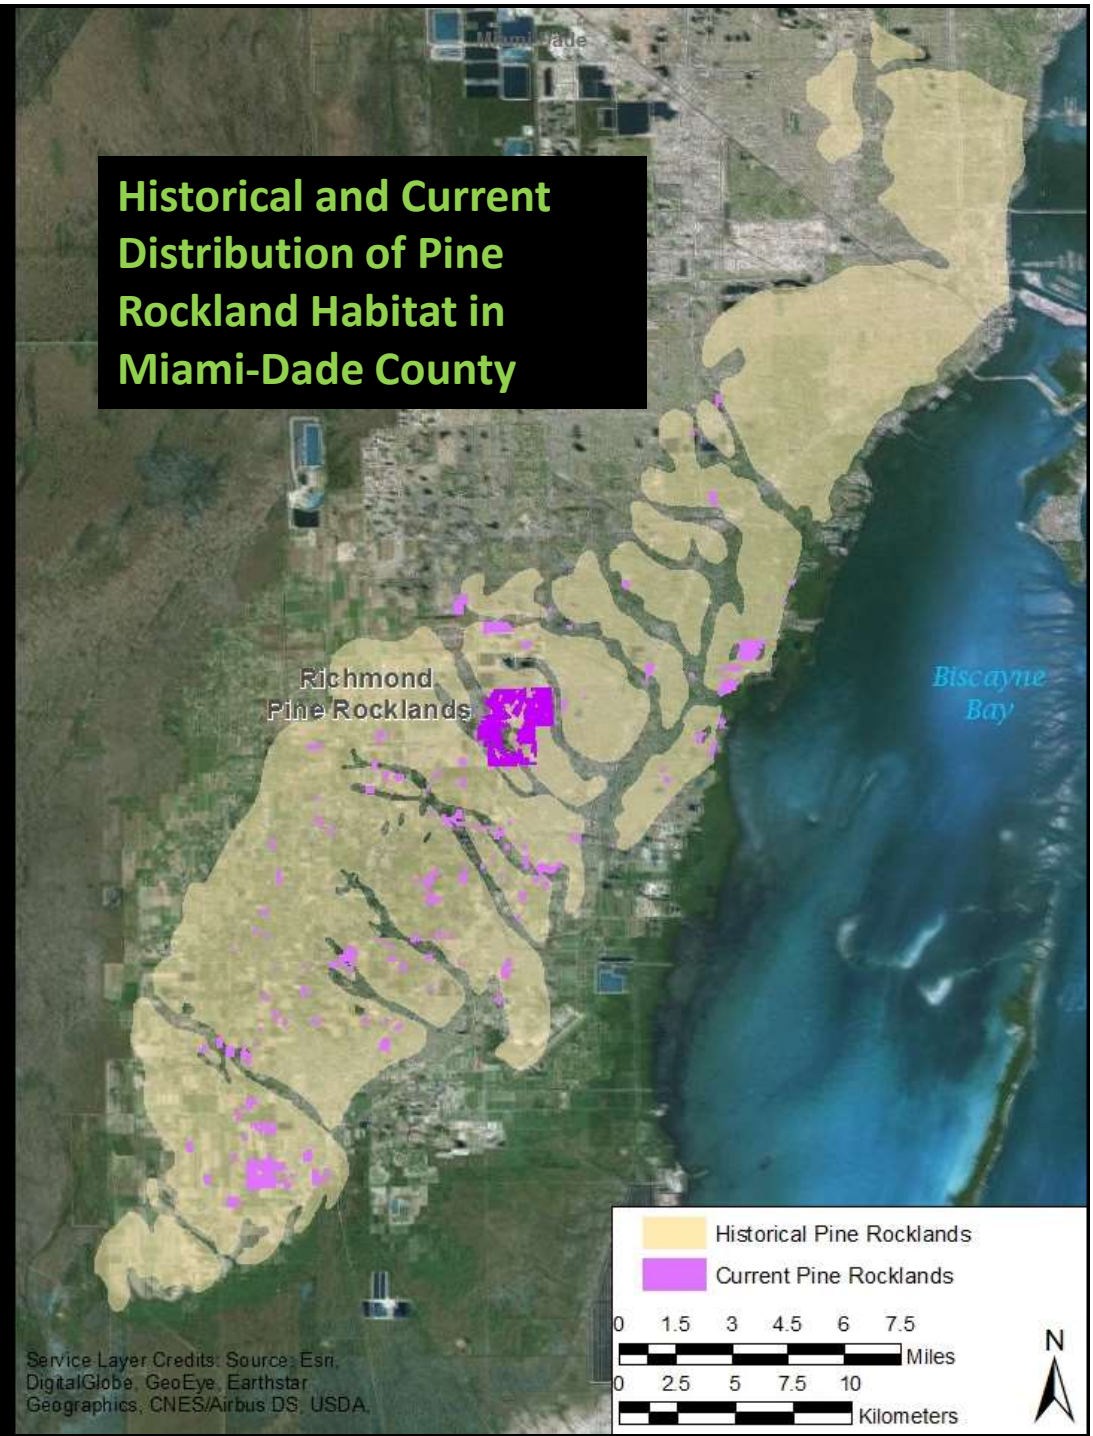 Miami-Dade
Historical and Current
Distribution of Pine
Rockland Habitat in
Miami-Dade County
Richmond
Pine Rocklands
Biscayne
Bay
Historical Pine Rocklands
Current Pine Rocklands
0 1.5 3 4.5 6 7.5
Miles
0 2.5 5 7.5 10
Kilometers
N
Service Layer Credits: Source: Esri,
DigitalGlobe, GeoEye, Earthstar
Geographics, CNES/Airbus DS, USDA,